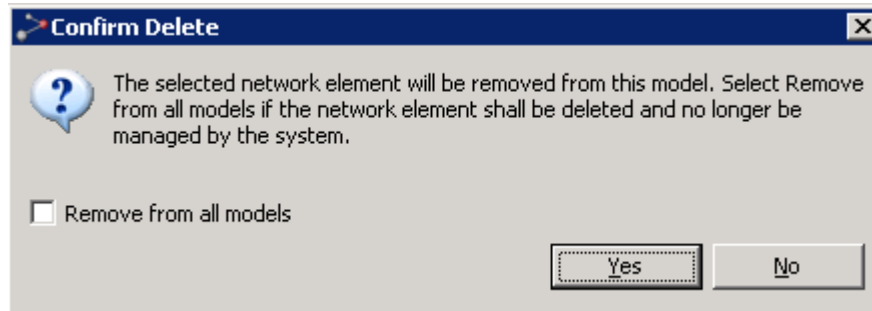 Confirm Delete
The selected network element will be removed from this model. Select Remove
from all models if the network element shall be deleted and no longer be
managed by the system.
Remove from all models
Yes No